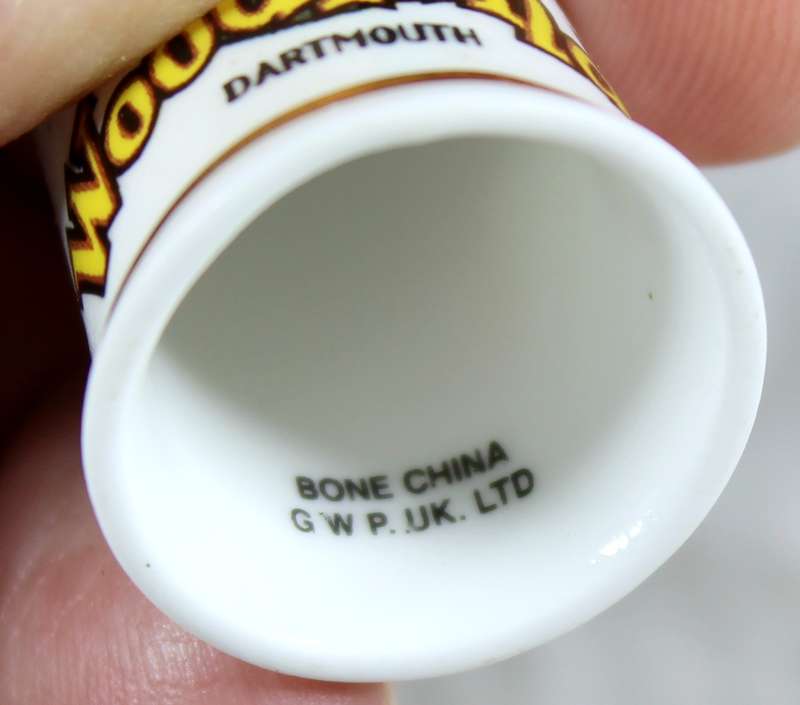 DARTMOUTH
BONE CHINA
G W P. UK. LTD